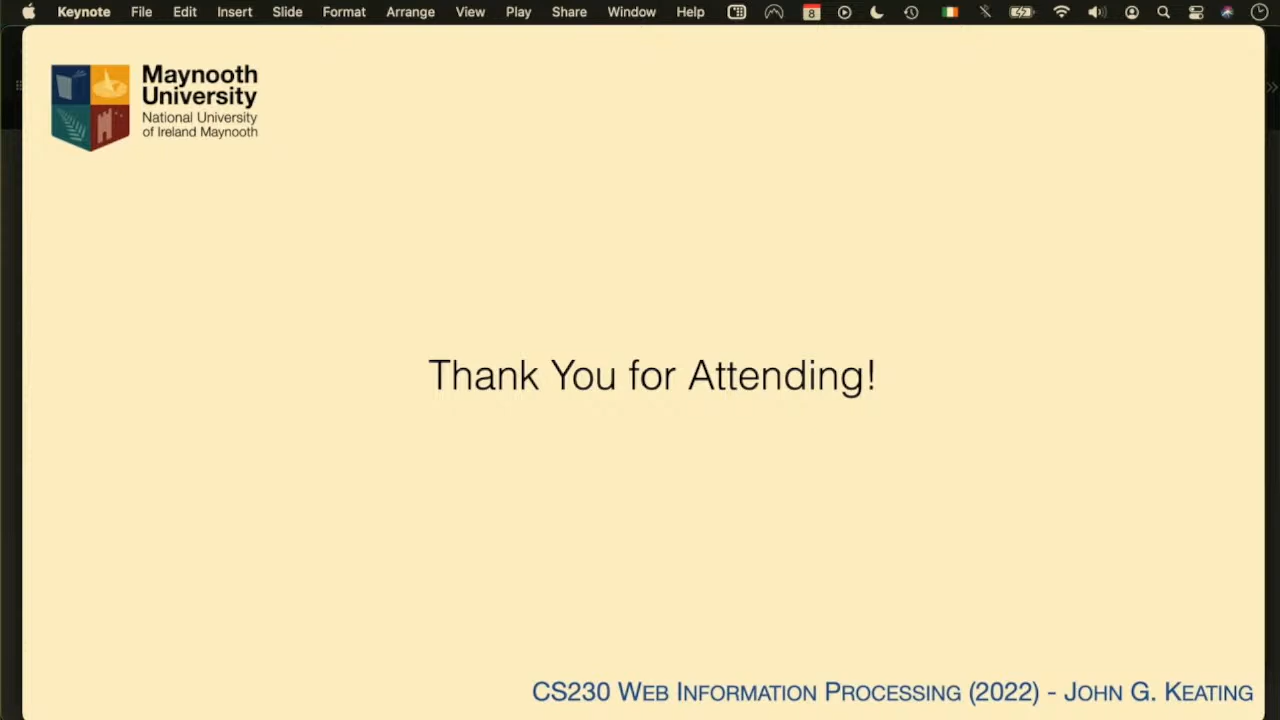 Keynote File Edit Insert Slide Format Arrange View Play Share Window Help 8
Maynooth
University
National University
of Ireland Maynooth
Thank You for Attending!
CS230 WEB INFORMATION PROCESSING (2022) - JOHN G. KEATING